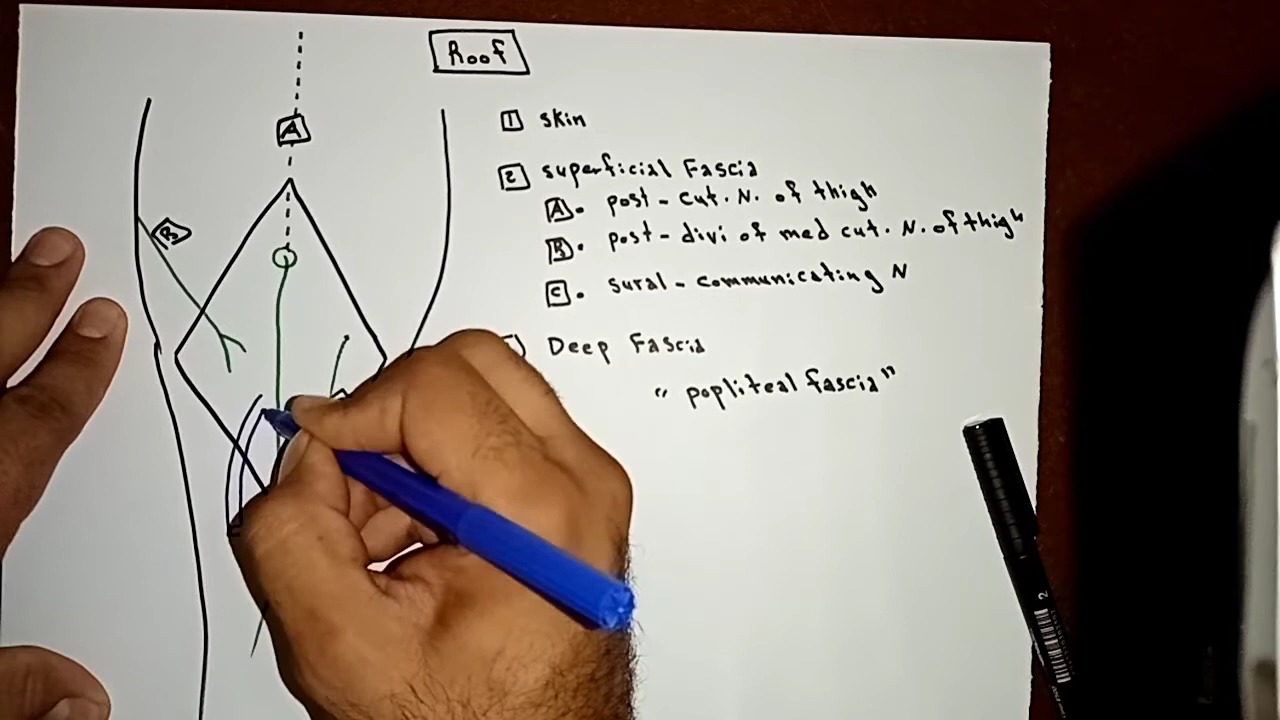 Roof
A
1 skin
2 superficial Fascia
A. post-cut. N. of thigh
B
B. post-divi of med cut. N. of thigh
C. sural-communicating N
Deep Fascia
"popliteal fascia"
2